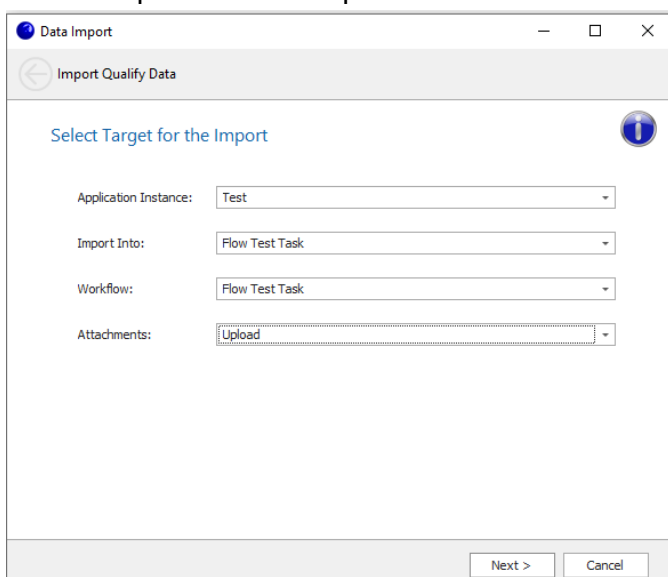 Data Import
Import Qualify Data
Select Target for the Import
Application Instance: Test
Import Into: Flow Test Task
Workflow: Flow Test Task
Attachments: Upload
Next > Cancel